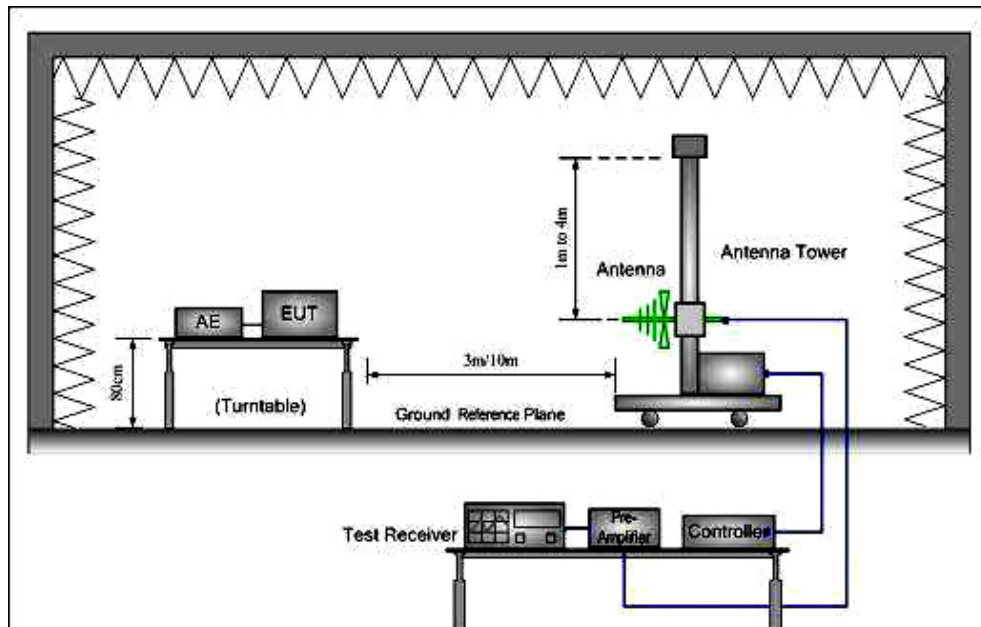 1m to 4m
Antenna Tower
Antenna
AE
EUT
80cm
3m/10m
(Turntable)
Ground Reference Plane
Test Receiver
Pre-
Amplifier
Controller